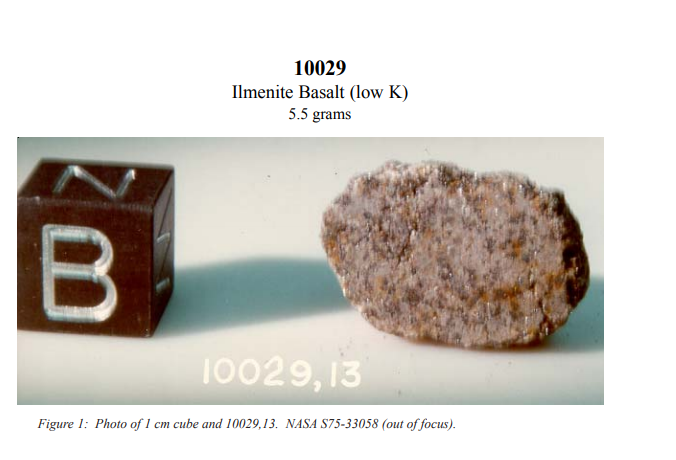 10029
Ilmenite Basalt (low K)
5.5 grams
N
B
10029,13
Figure 1: Photo of 1 cm cube and 10029,13. NASA S75-33058 (out of focus).